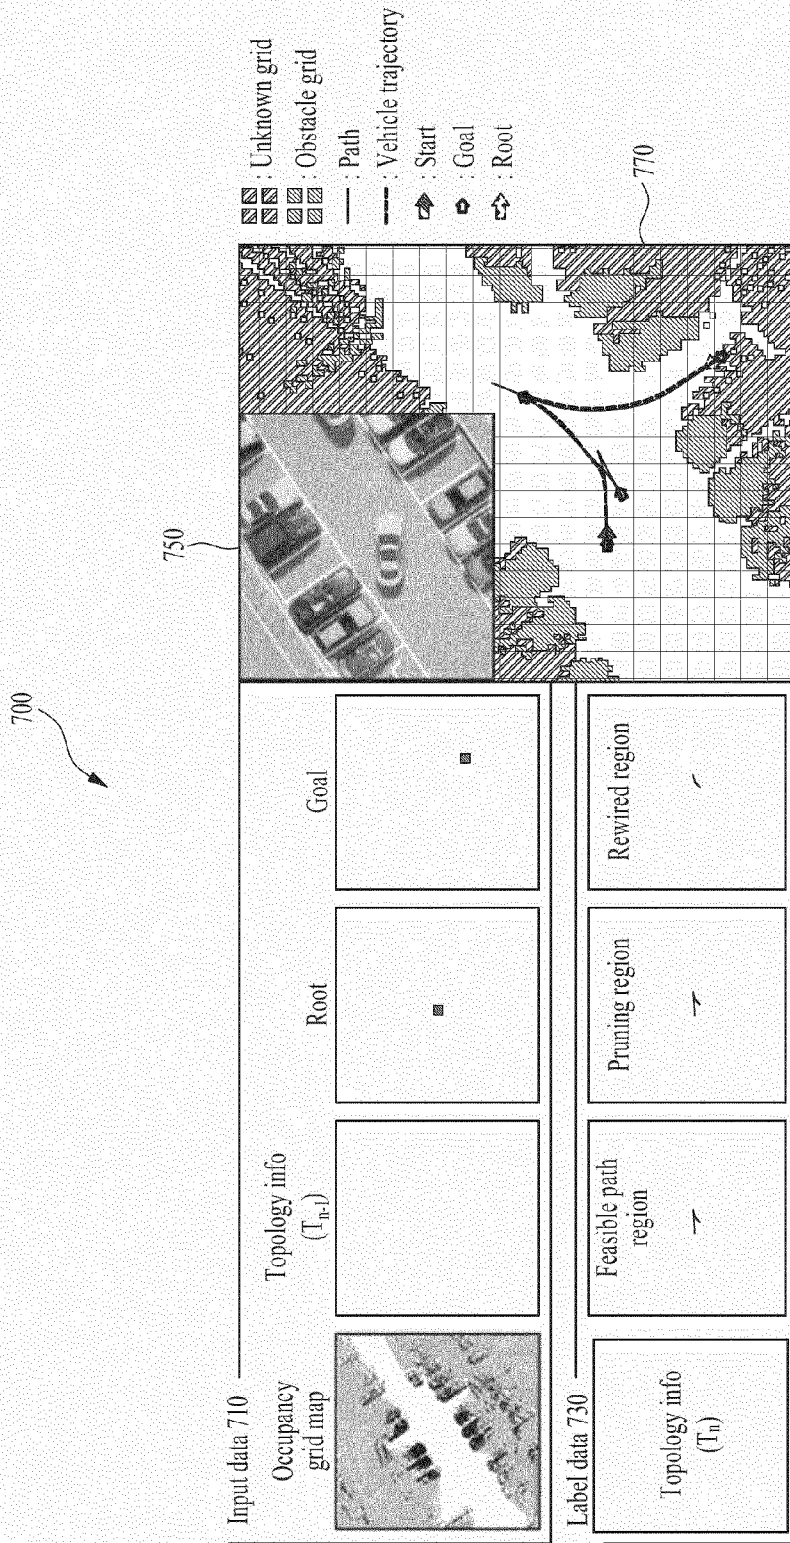 700
Input data 710
Occupancy
grid map
Topology info
(Tn-1)
Root
Goal
Label data 730
Topology info
(Tn)
Feasible path
region
Pruning region
Rewired region
750
770
: Unknown grid
: Obstacle grid
: Path
: Vehicle trajectory
: Start
: Goal
: Root